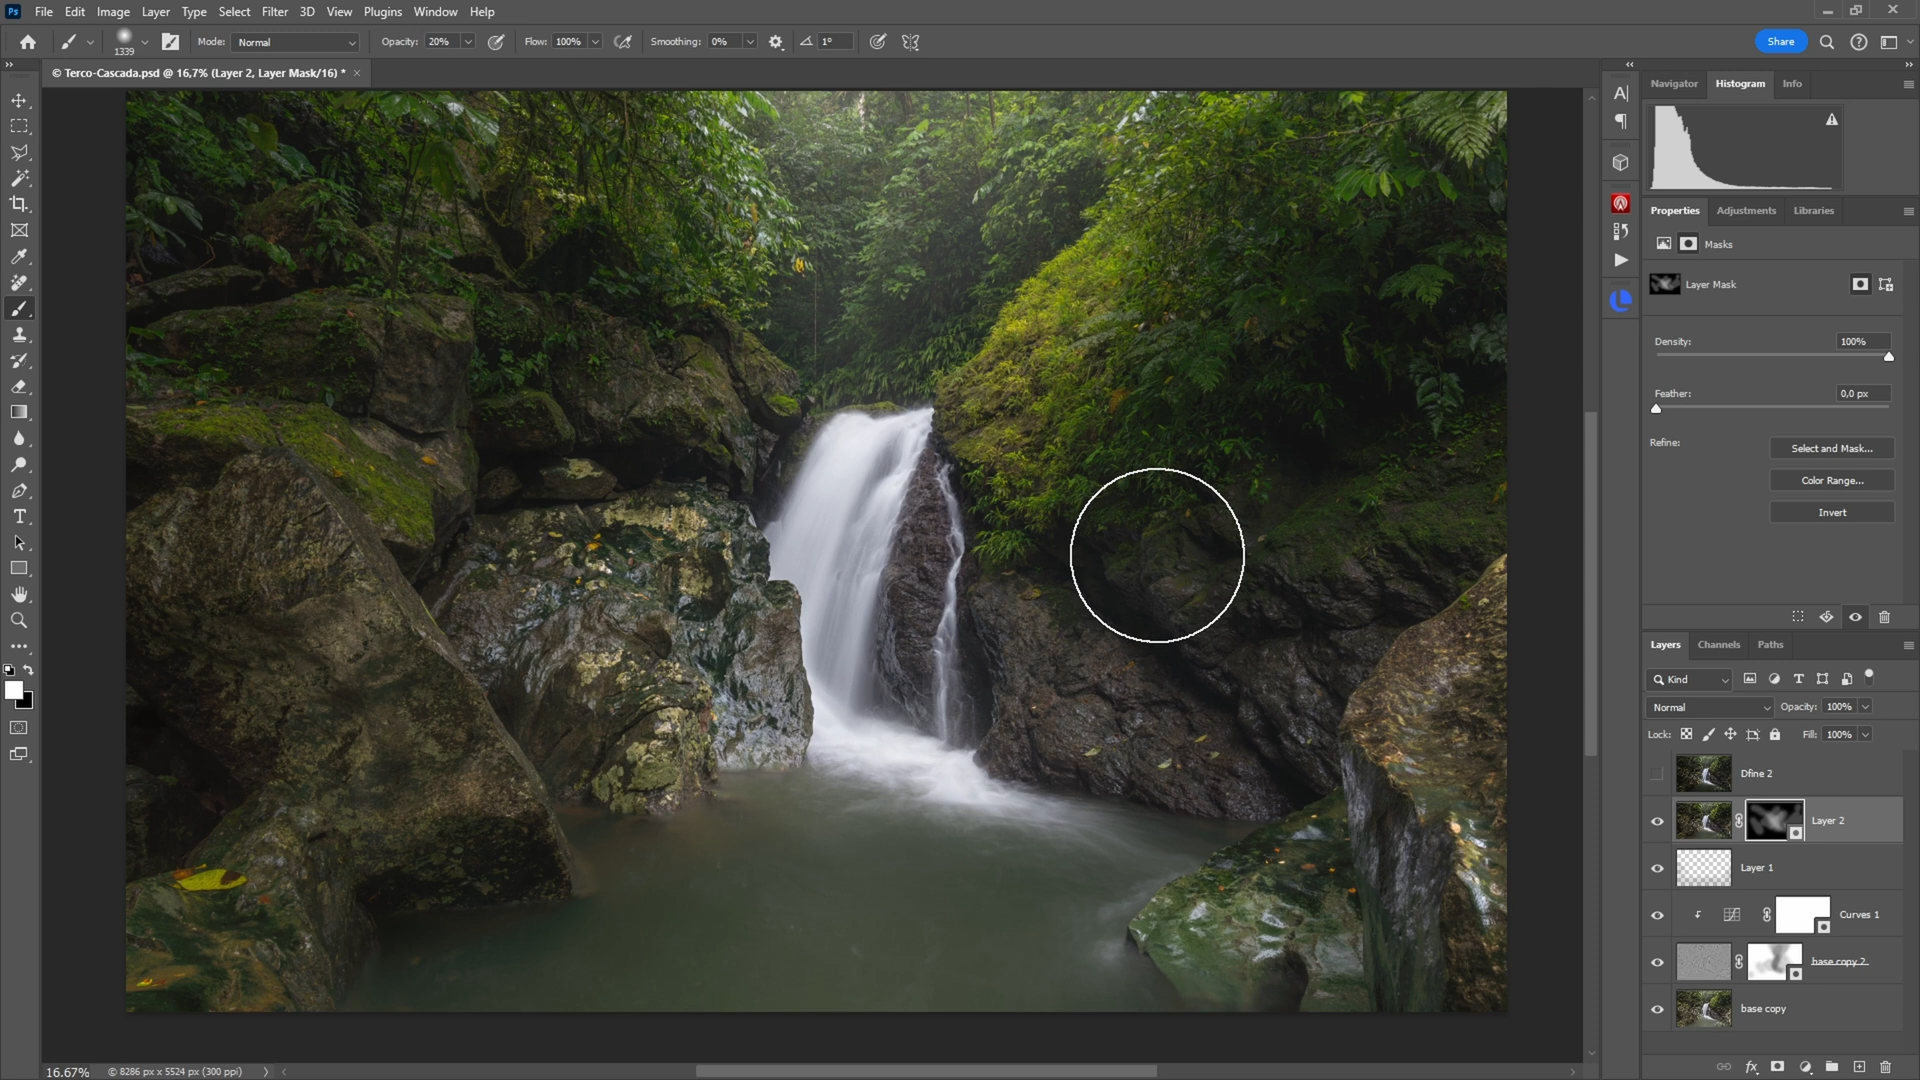 Ps File Edit Image Layer Type Select Filter 3D View Plugins Window Help
1339 Mode: Normal Opacity: 20% Flow: 100% Smoothing: 0% 1° Share
© Terco-Cascada.psd @ 16,7% (Layer 2, Layer Mask/16) *
Navigator Histogram Info
Properties Adjustments Libraries
Masks
Layer Mask
Density: 100%
Feather: 0,0 px
Refine: Select and Mask...
Color Range...
Invert
Layers Channels Paths
Kind
Normal Opacity: 100%
Lock: Fill: 100%
Dfine 2
Layer 2
Layer 1
Curves 1
base copy 2
base copy
16.67% © 8286 px x 5524 px (300 ppi)